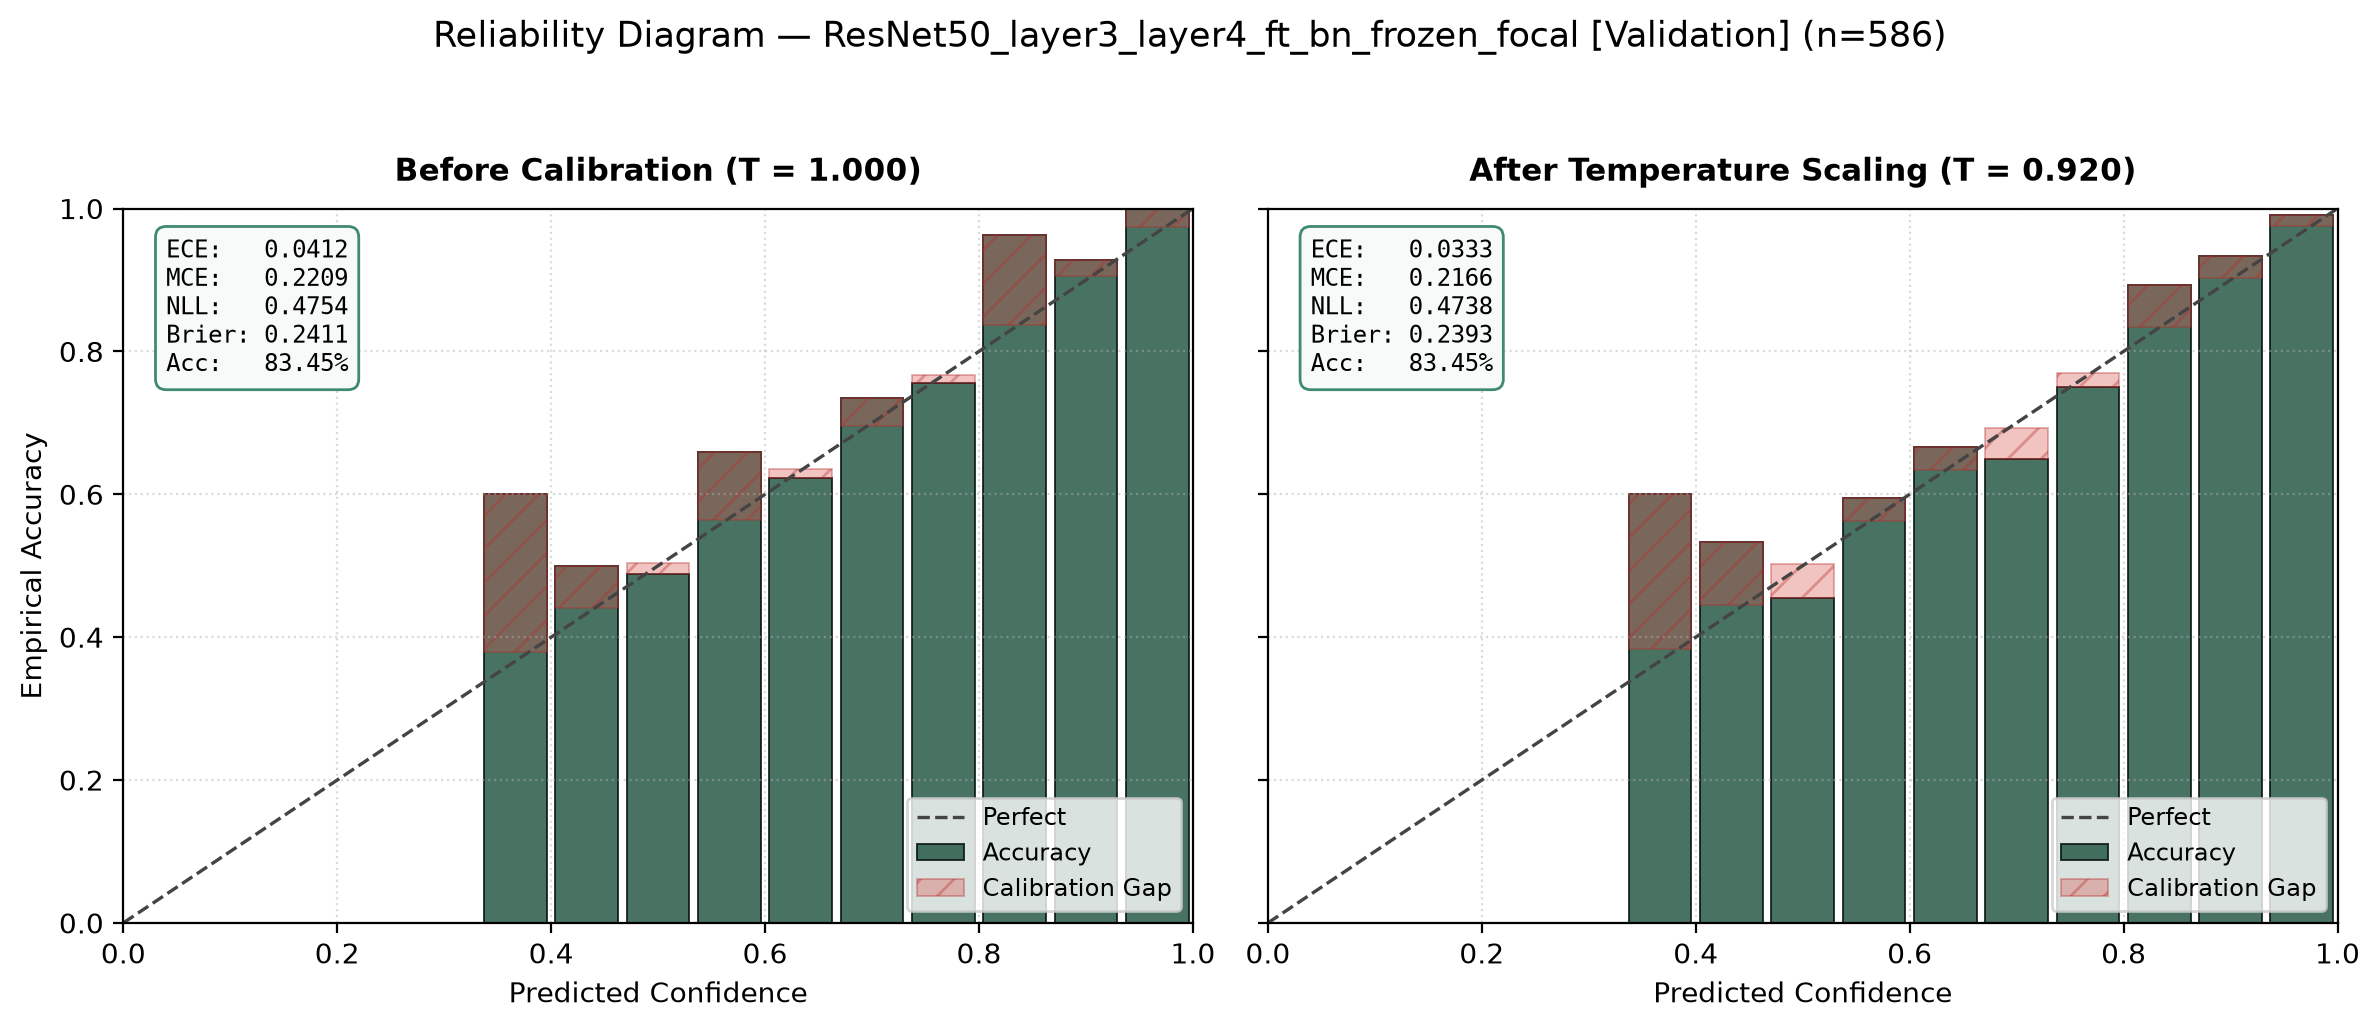 Reliability Diagram — ResNet50_layer3_layer4_ft_bn_frozen_focal [Validation] (n=586)
Before Calibration (T = 1.000)
ECE: 0.0412
MCE: 0.2209
NLL: 0.4754
Brier: 0.2411
Acc: 83.45%
Empirical Accuracy
1.0
0.8
0.6
0.4
0.2
0.0
Perfect
Accuracy
Calibration Gap
0.0 0.2 0.4 0.6 0.8 1.0
Predicted Confidence
After Temperature Scaling (T = 0.920)
ECE: 0.0333
MCE: 0.2166
NLL: 0.4738
Brier: 0.2393
Acc: 83.45%
Perfect
Accuracy
Calibration Gap
0.0 0.2 0.4 0.6 0.8 1.0
Predicted Confidence